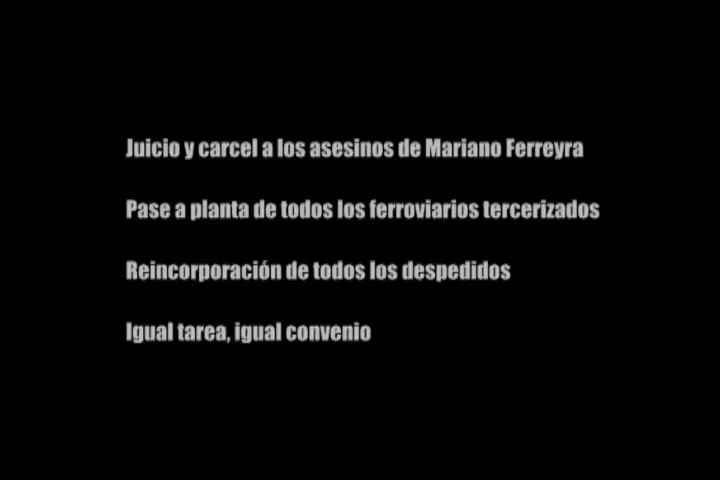 Juicio y carcel a los asesinos de Mariano Ferreyra
Pase a planta de todos los ferroviarios tercerizados
Reincorporación de todos los despedidos
Igual tarea, igual convenio